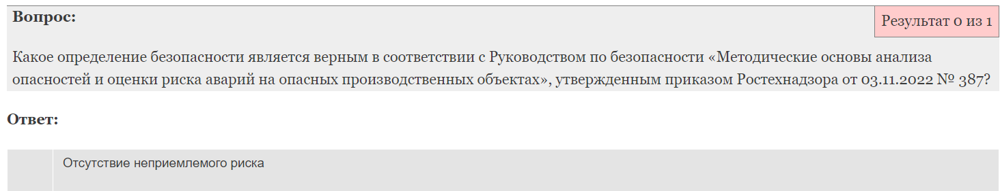 Вопрос:
Результат 0 из 1
Какое определение безопасности является верным в соответствии с Руководством по безопасности «Методические основы анализа
опасностей и оценки риска аварий на опасных производственных объектах», утвержденным приказом Ростехнадзора от 03.11.2022 № 387?
Ответ:
Отсутствие неприемлемого риска